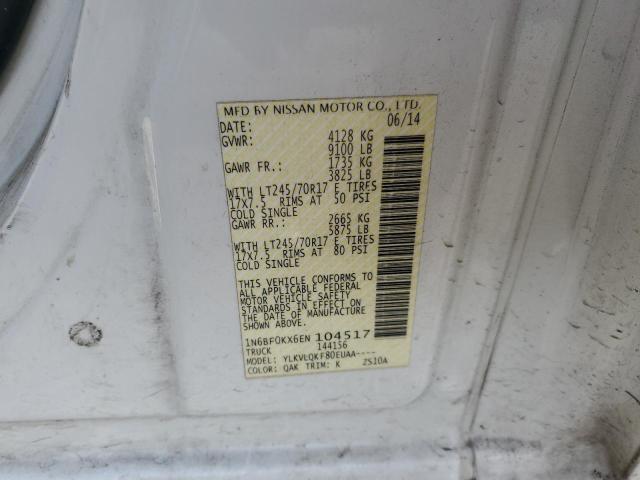 MFD BY NISSAN MOTOR CO., LTD.
DATE: 06/14
GVWR: 4128 KG
9100 LB
GAWR FR.: 1735 KG
3825 LB
WITH LT245/70R17 E TIRES
17X7.5 RIMS AT 50 PSI
COLD SINGLE
GAWR RR.: 2665 KG
5875 LB
WITH LT245/70R17 E TIRES
17X7.5 RIMS AT 80 PSI
COLD SINGLE
THIS VEHICLE CONFORMS TO
ALL APPLICABLE FEDERAL
MOTOR VEHICLE SAFETY
STANDARDS IN EFFECT ON
THE DATE OF MANUFACTURE
SHOWN ABOVE.
1N6BF0KX6EN104517
TRUCK 144156
MODEL: YLKVLQKF80EUAA----
COLOR: QAK TRIM: K 2S10A